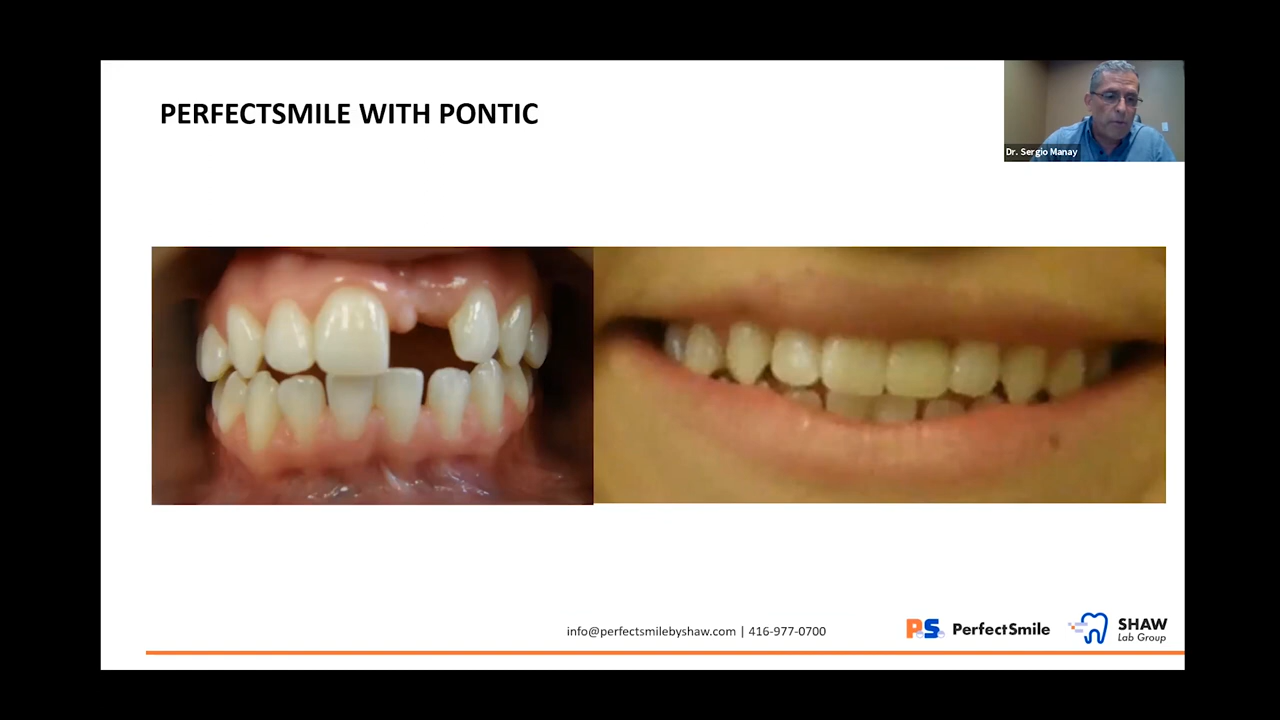 PERFECTSMILE WITH PONTIC
Dr. Sergio Manay
info@perfectsmilebyshaw.com | 416-977-0700
PS PerfectSmile
SHAW
Lab Group